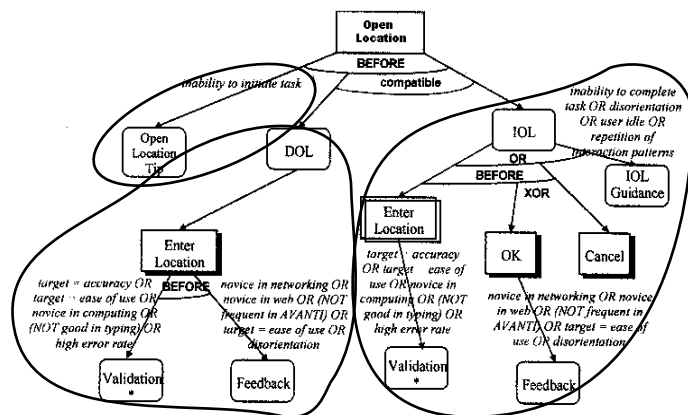 Open
Location
BEFORE
compatible
inability to initiate task
inability to complete
task OR disorientation
OR user idle OR
repetition of
interaction patterns
Open
Location
Tip
DOL
IOL
OR
BEFORE
XOR
IOL
Guidance
Enter
Location
Enter
Location
OK
Cancel
target = accuracy OR
target = ease of use OR
novice in computing OR
(NOT good in typing) OR
high error rate
BEFORE
novice in networking OR
novice in web OR (NOT
frequent in AVANTI) OR
target = ease of use OR
disorientation
target = accuracy
OR target = ease of
use OR novice in
computing OR (NOT
good in typing) OR
high error rate
novice in networking OR novice
in web OR (NOT frequent in
AVANTI) OR target = ease of
use OR disorientation
Validation
*
Feedback
Validation
*
Feedback